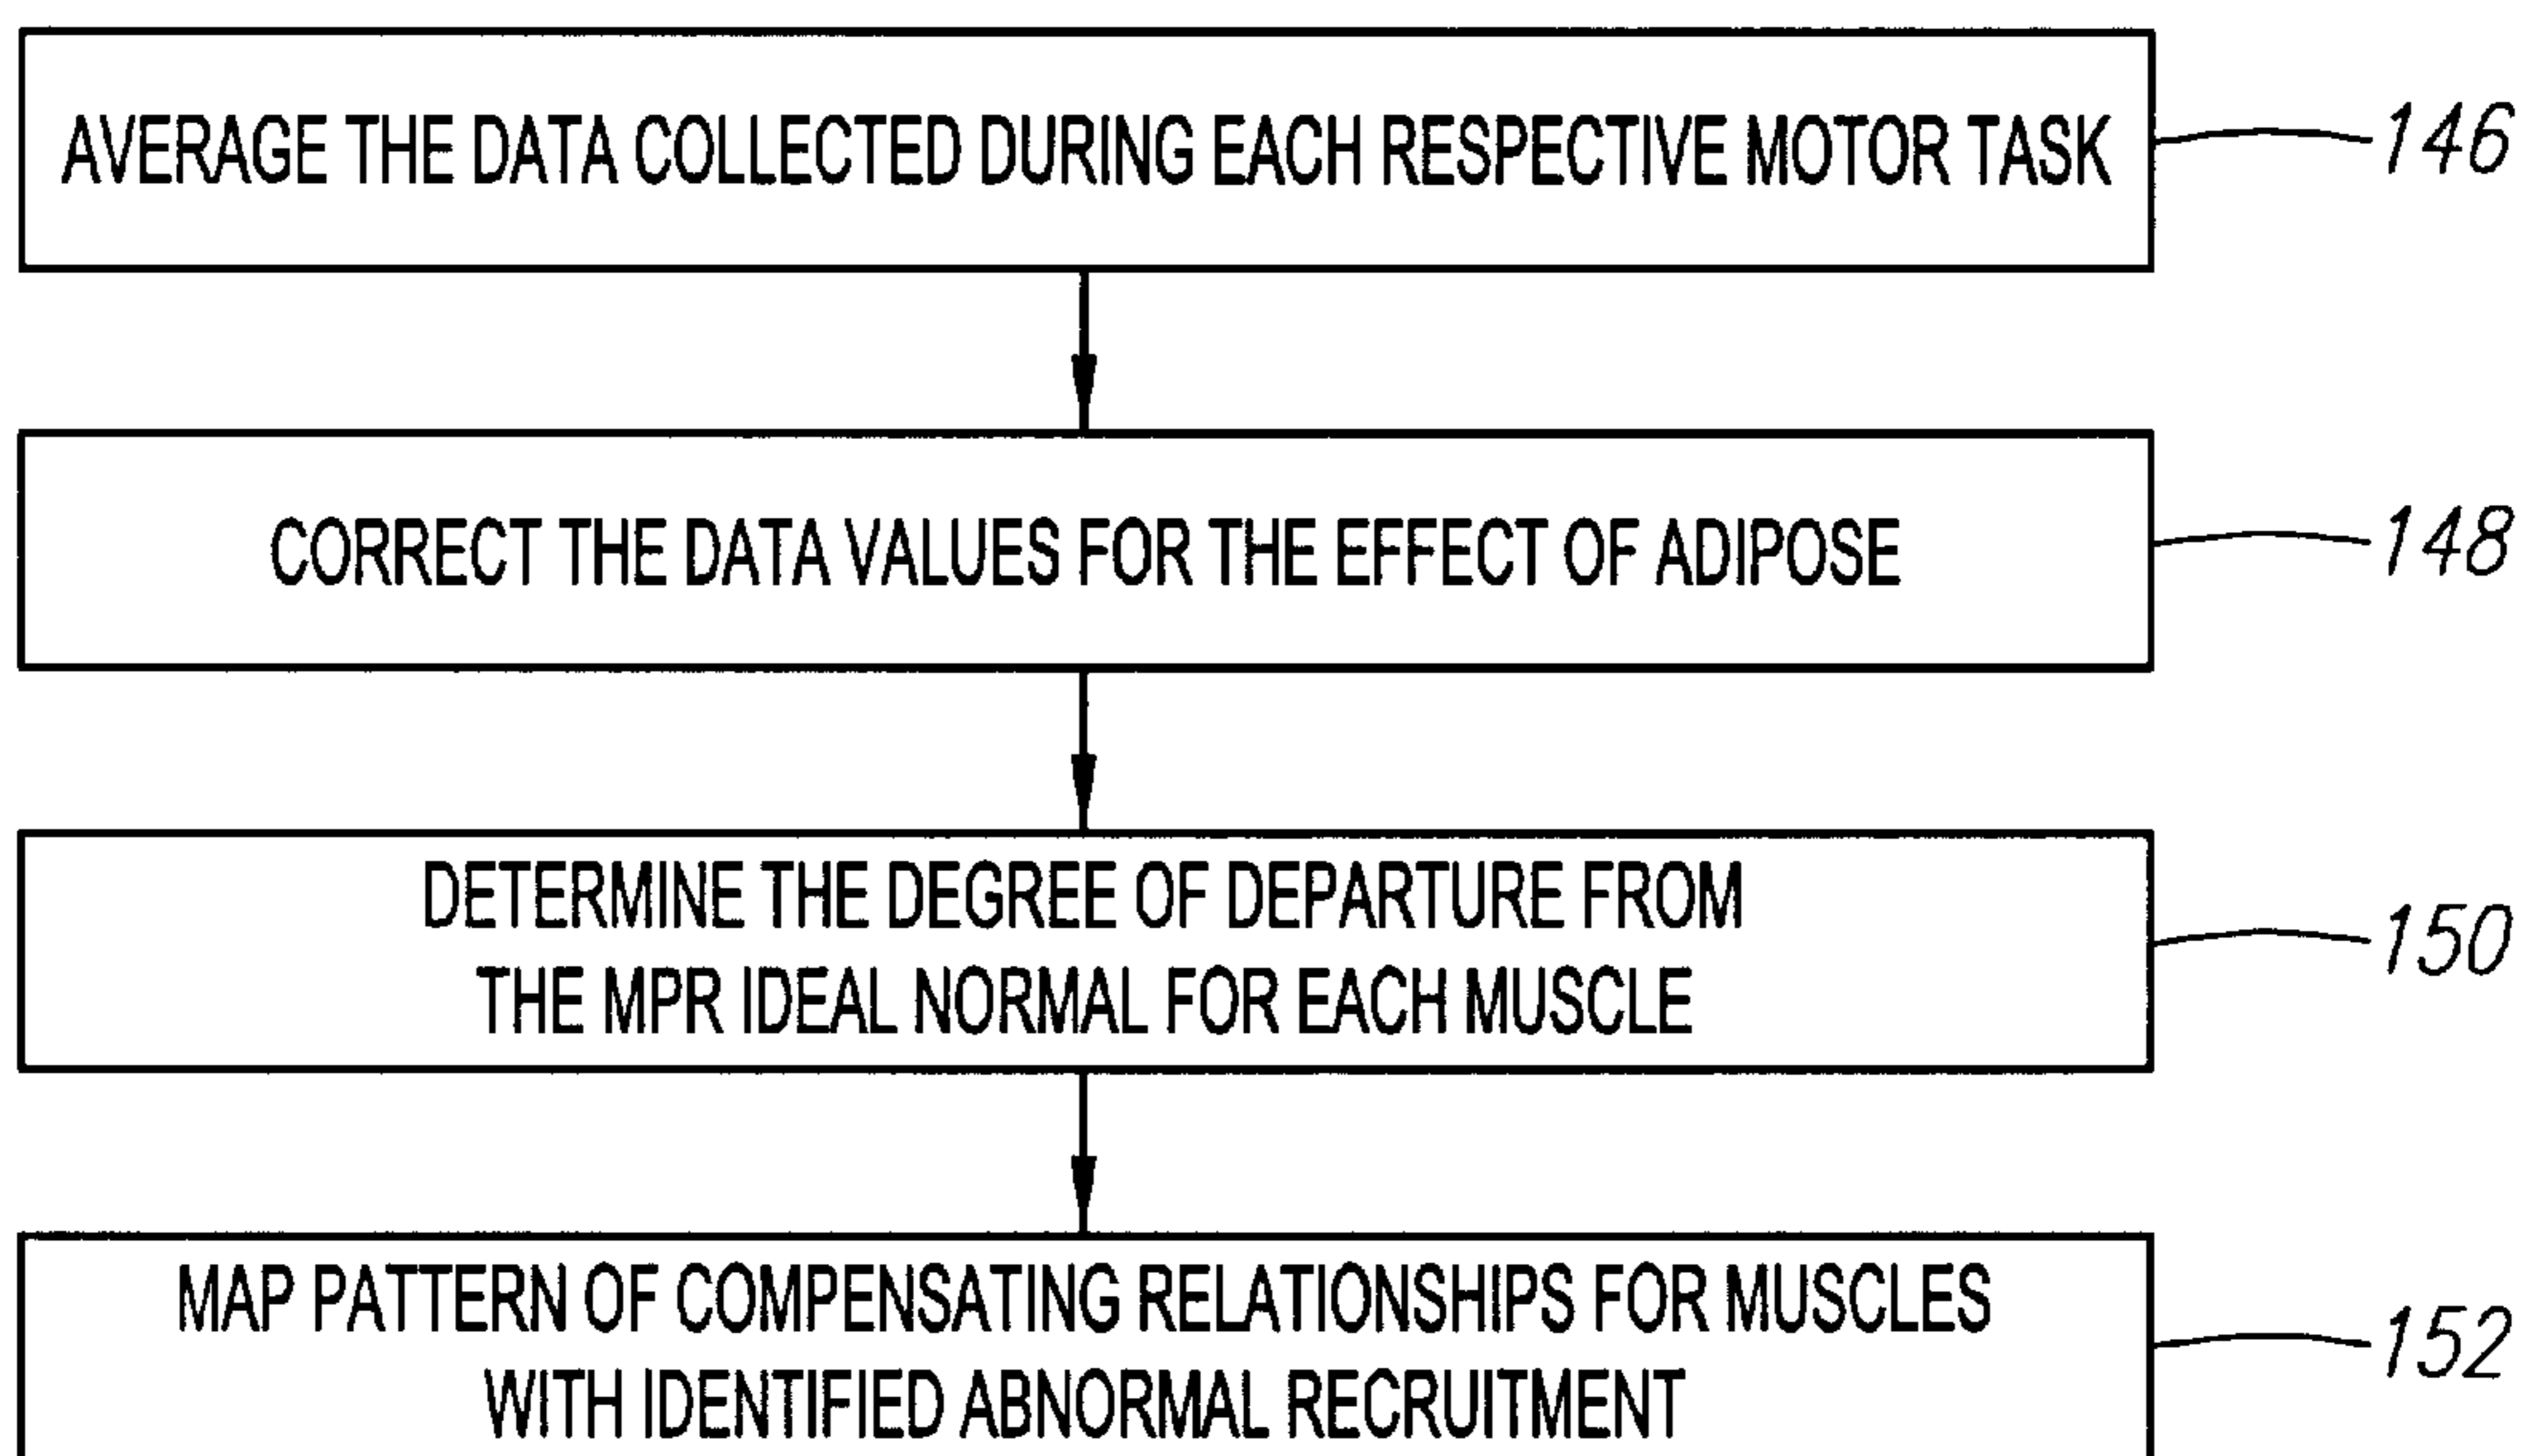 AVERAGE THE DATA COLLECTED DURING EACH RESPECTIVE MOTOR TASK
146
CORRECT THE DATA VALUES FOR THE EFFECT OF ADIPOSE
148
DETERMINE THE DEGREE OF DEPARTURE FROM
THE MPR IDEAL NORMAL FOR EACH MUSCLE
150
MAP PATTERN OF COMPENSATING RELATIONSHIPS FOR MUSCLES
WITH IDENTIFIED ABNORMAL RECRUITMENT
152